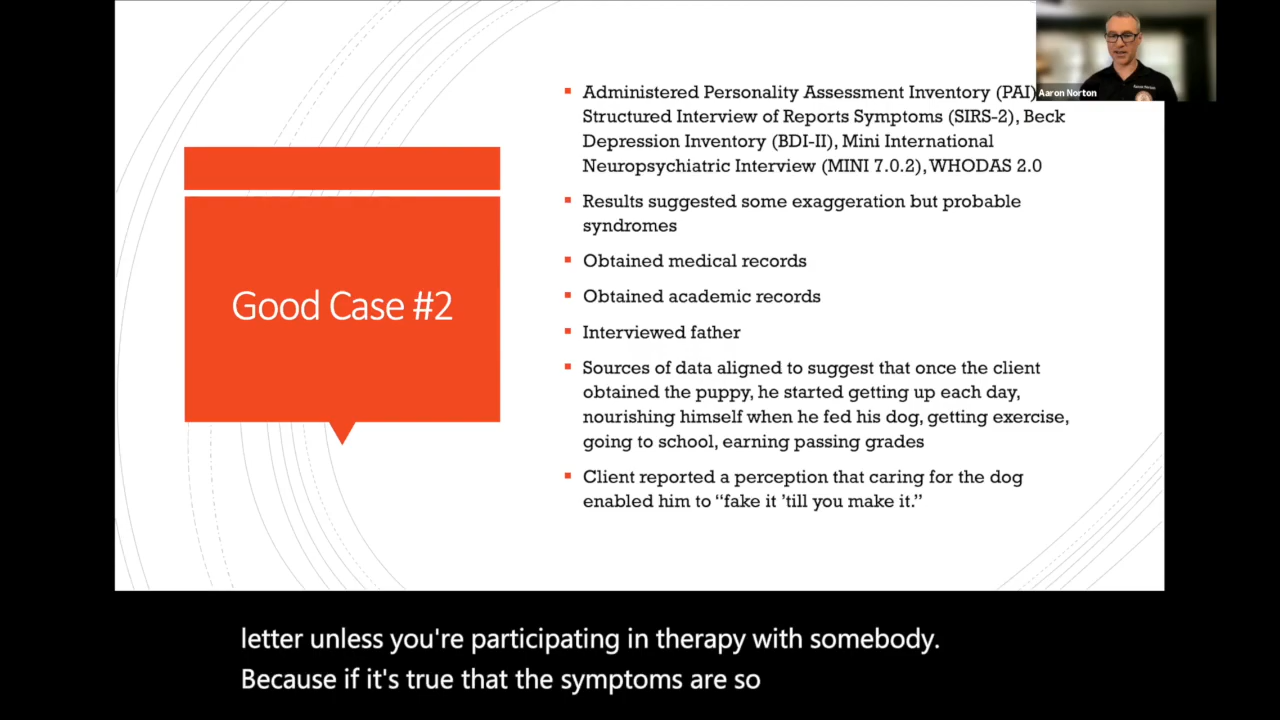 Administered Personality Assessment Inventory (PAI)
Structured Interview of Reports Symptoms (SIRS-2), Beck
Depression Inventory (BDI-II), Mini International
Neuropsychiatric Interview (MINI 7.0.2), WHODAS 2.0
Results suggested some exaggeration but probable
syndromes
Obtained medical records
Obtained academic records
Interviewed father
Sources of data aligned to suggest that once the client
obtained the puppy, he started getting up each day,
nourishing himself when he fed his dog, getting exercise,
going to school, earning passing grades
Client reported a perception that caring for the dog
enabled him to “fake it ’till you make it.”
Good Case #2
Aaron Norton
letter unless you're participating in therapy with somebody.
Because if it's true that the symptoms are so